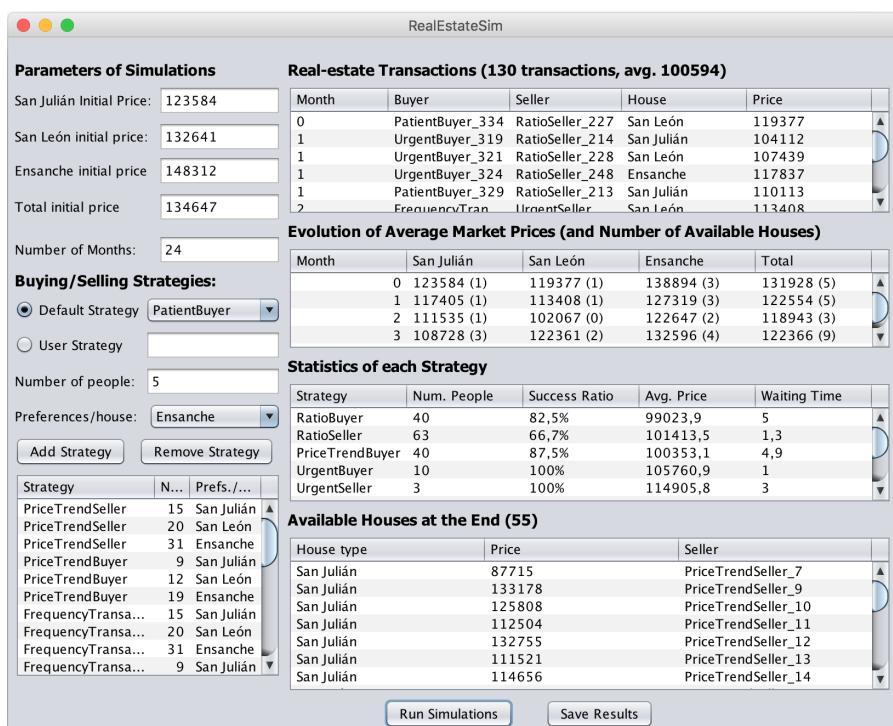 RealEstateSim
Parameters of Simulations
San Julián Initial Price: 123584
San León initial price: 132641
Ensanche initial price 148312
Total initial price 134647
Number of Months: 24
Buying/Selling Strategies:
Default Strategy PatientBuyer
User Strategy
Number of people: 5
Preferences/house: Ensanche
Add Strategy Remove Strategy
Strategy N... Prefs./...
PriceTrendSeller 15 San Julián
PriceTrendSeller 20 San León
PriceTrendSeller 31 Ensanche
PriceTrendBuyer 9 San Julián
PriceTrendBuyer 12 San León
PriceTrendBuyer 19 Ensanche
FrequencyTransa... 15 San Julián
FrequencyTransa... 20 San León
FrequencyTransa... 31 Ensanche
FrequencyTransa... 9 San Julián
Real-estate Transactions (130 transactions, avg. 100594)
Month Buyer Seller House Price
0 PatientBuyer_334 RatioSeller_227 San León 119377
1 UrgentBuyer_319 RatioSeller_214 San Julián 104112
1 UrgentBuyer_321 RatioSeller_228 San León 107439
1 UrgentBuyer_324 RatioSeller_248 Ensanche 117837
1 PatientBuyer_329 RatioSeller_213 San Julián 110113
2 FrequencyTran UrgentSeller San León 113408
Evolution of Average Market Prices (and Number of Available Houses)
Month San Julián San León Ensanche Total
0 123584 (1) 119377 (1) 138894 (3) 131928 (5)
1 117405 (1) 113408 (1) 127319 (3) 122554 (5)
2 111535 (1) 102067 (0) 122647 (2) 118943 (3)
3 108728 (3) 122361 (2) 132596 (4) 122366 (9)
Statistics of each Strategy
Strategy Num. People Success Ratio Avg. Price Waiting Time
RatioBuyer 40 82,5% 99023,9 5
RatioSeller 63 66,7% 101413,5 1,3
PriceTrendBuyer 40 87,5% 100353,1 4,9
UrgentBuyer 10 100% 105760,9 1
UrgentSeller 3 100% 114905,8 3
Available Houses at the End (55)
House type Price Seller
San Julián 87715 PriceTrendSeller_7
San Julián 133178 PriceTrendSeller_9
San Julián 125808 PriceTrendSeller_10
San Julián 112504 PriceTrendSeller_11
San Julián 132755 PriceTrendSeller_12
San Julián 111521 PriceTrendSeller_13
San Julián 114656 PriceTrendSeller_14
Run Simulations Save Results